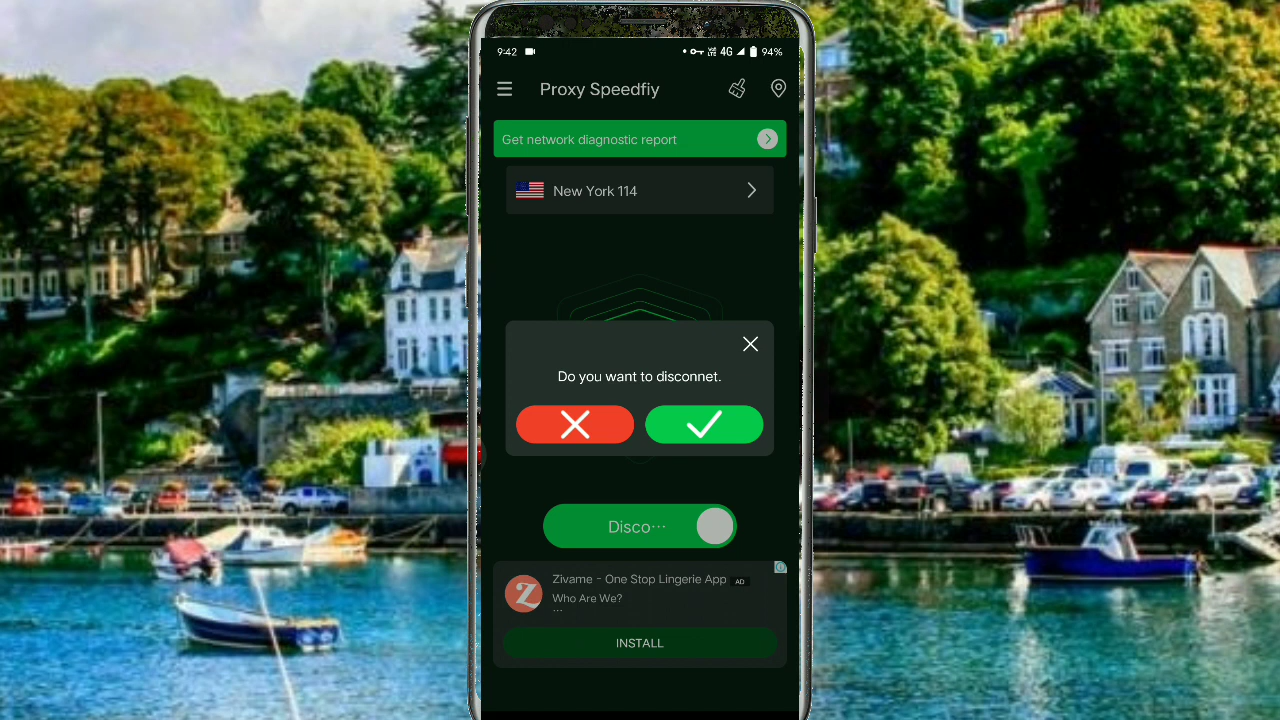 9:42 4G 94%
Proxy Speedfiy
Get network diagnostic report
New York 114
Do you want to disconnet.
Disco···
Zivame - One Stop Lingerie App AD
Who Are We?
...
INSTALL